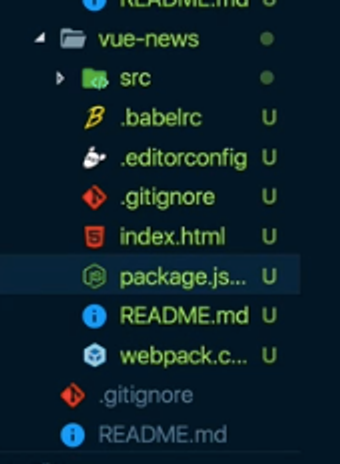 README.md
vue-news
src
.babelrc U
.editorconfig U
.gitignore U
index.html U
package.js... U
README.md U
webpack.c... U
.gitignore
README.md